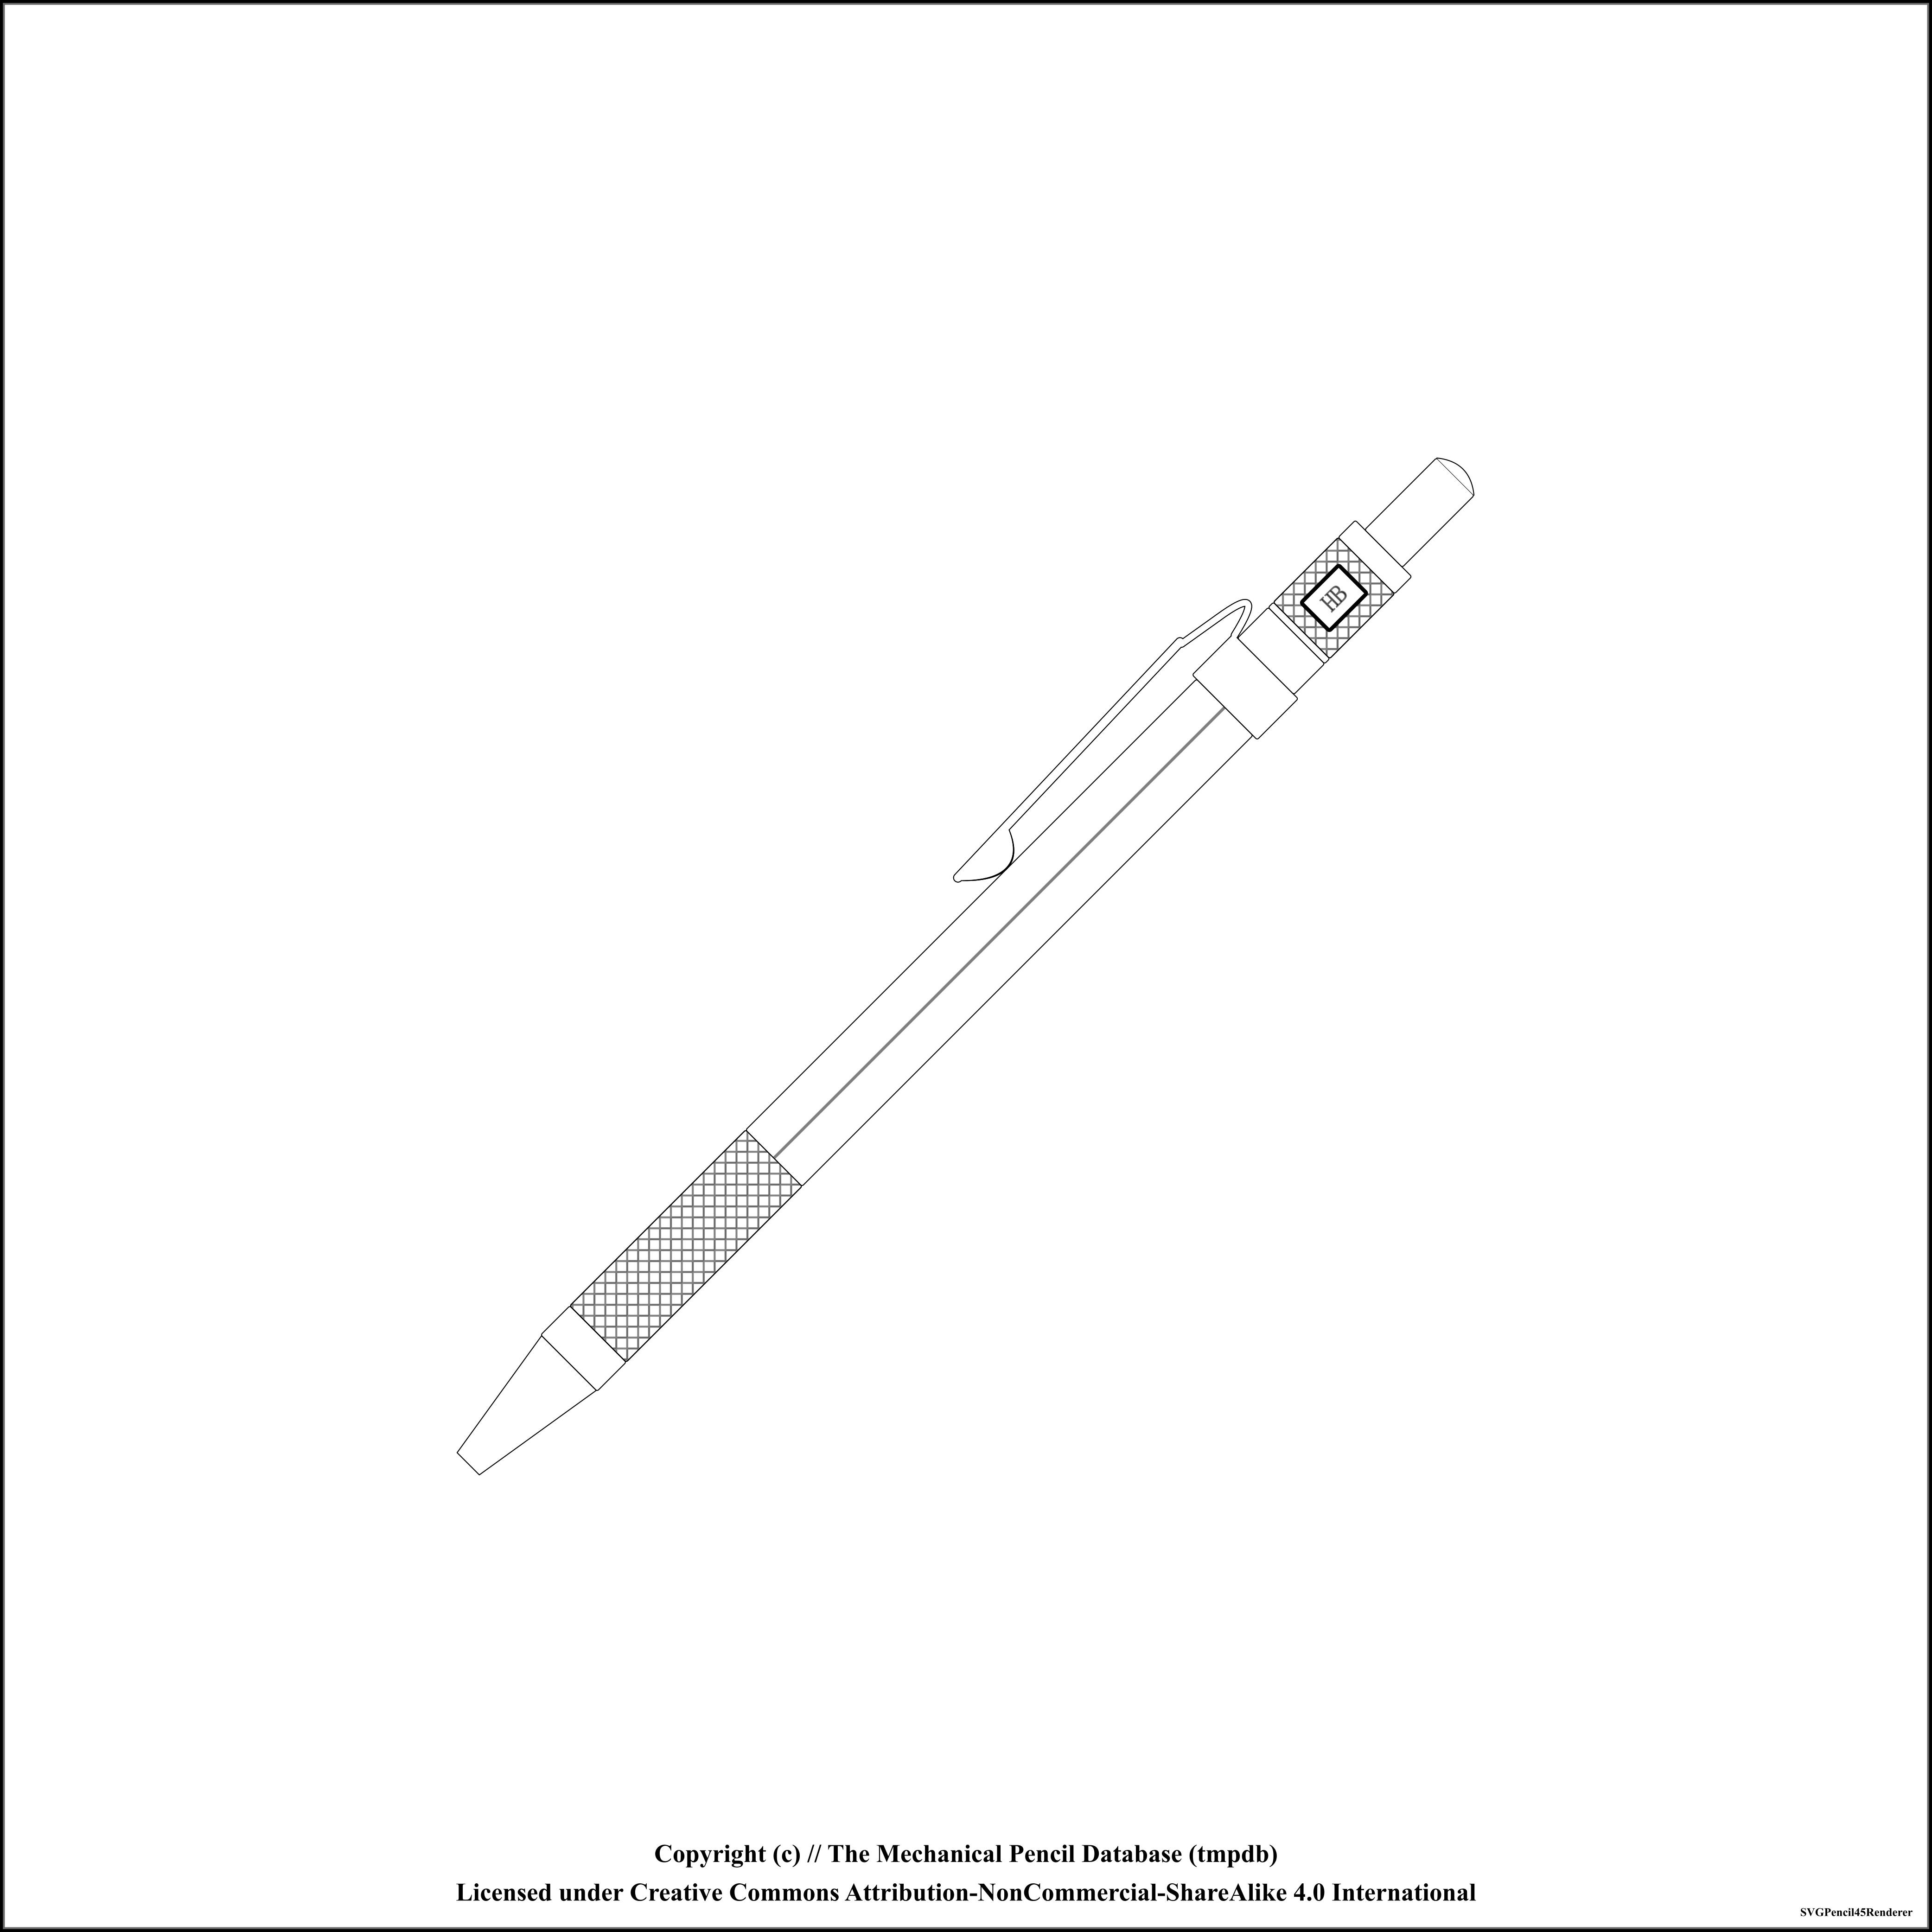 HB
Copyright (c) // The Mechanical Pencil Database (tmpdb)
Licensed under Creative Commons Attribution-NonCommercial-ShareAlike 4.0 International
SVGPencil45Renderer